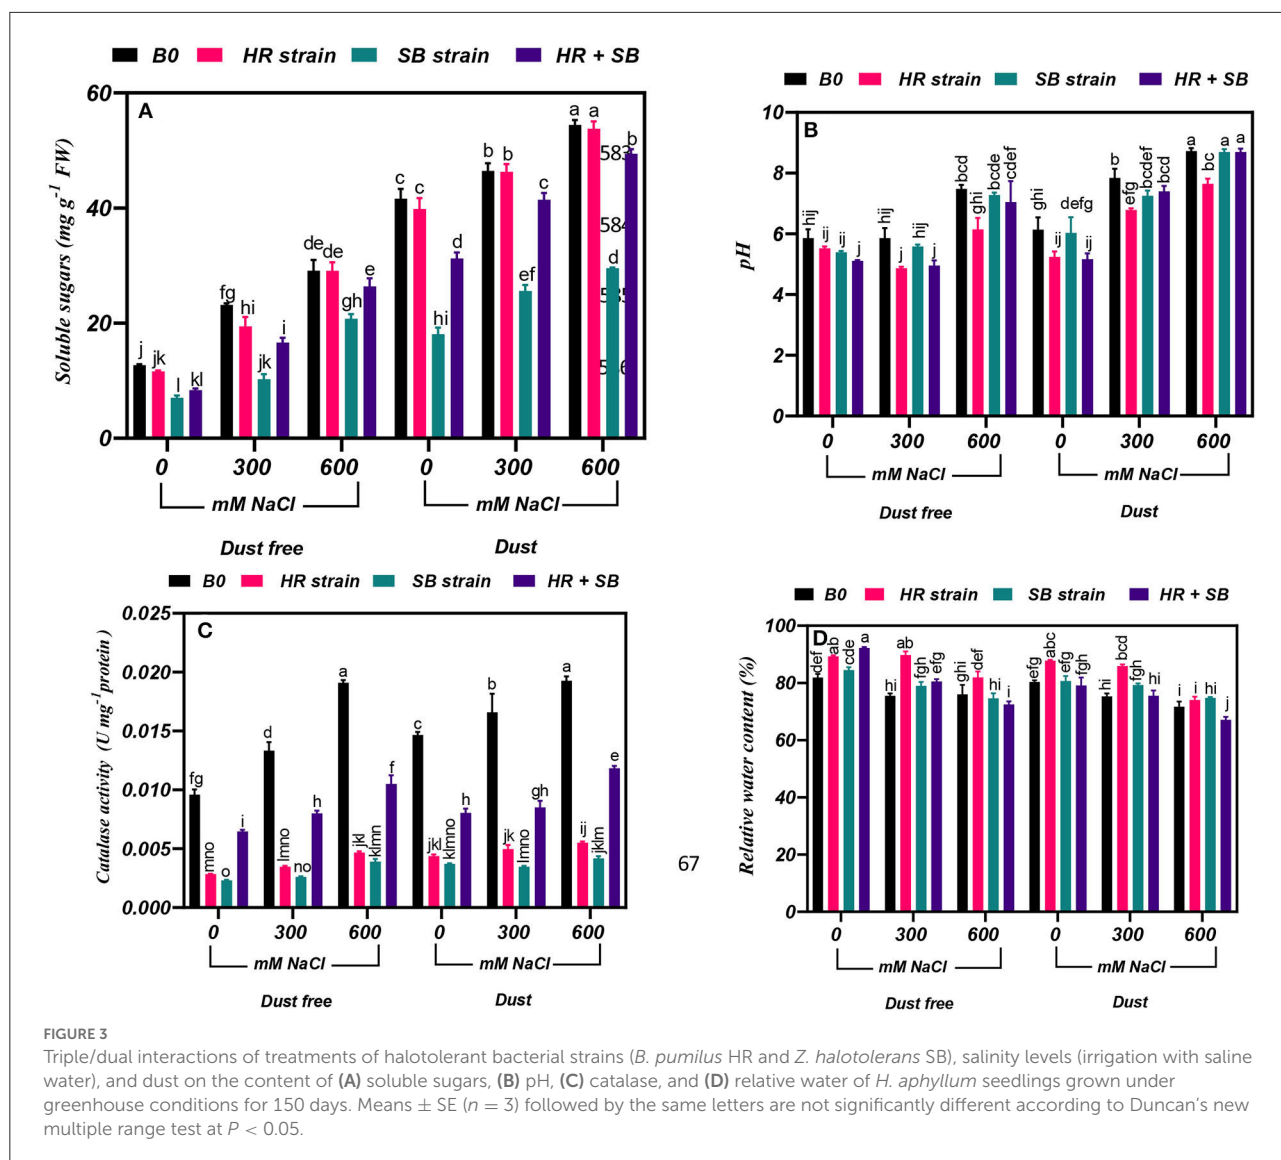 B0 HR strain SB strain HR + SB
A
Soluble sugars (mg g-1 FW)
60
40
20
0
j jk l kl
fg hi jk i
de de gh e
c c hi d
b b ef c
a a d b
583
584
585
586
0 300 600 0 300 600
mM NaCl mM NaCl
Dust free Dust
B0 HR strain SB strain HR + SB
B
pH
10
8
6
4
2
0
hij ij ij j
hij j hij j
bcd ghi bcde cdef
ghi ij defg ij
b efg bcdef bcd
a bc a a
0 300 600 0 300 600
mM NaCl mM NaCl
Dust free Dust
B0 HR strain SB strain HR + SB
C
Catalase activity (U mg-1 protein)
0.025
0.020
0.015
0.010
0.005
0.000
fg mno o i
d lmno no h
a jkl klmn f
c jkl klmno h
b jk lmno gh
a ij jklm e
0 300 600 0 300 600
mM NaCl mM NaCl
Dust free Dust
67
B0 HR strain SB strain HR + SB
D
Relative water content (%)
100
80
60
40
20
0
def ab cde a
hi ab fgh efg
ghi def hi i
efg abc efg fgh
hi bcd fgh hi
i i hi j
0 300 600 0 300 600
mM NaCl mM NaCl
Dust free Dust
FIGURE 3
Triple/dual interactions of treatments of halotolerant bacterial strains (B. pumilus HR and Z. halotolerans SB), salinity levels (irrigation with saline
water), and dust on the content of (A) soluble sugars, (B) pH, (C) catalase, and (D) relative water of H. aphyllum seedlings grown under
greenhouse conditions for 150 days. Means ± SE (n = 3) followed by the same letters are not significantly different according to Duncan's new
multiple range test at P < 0.05.